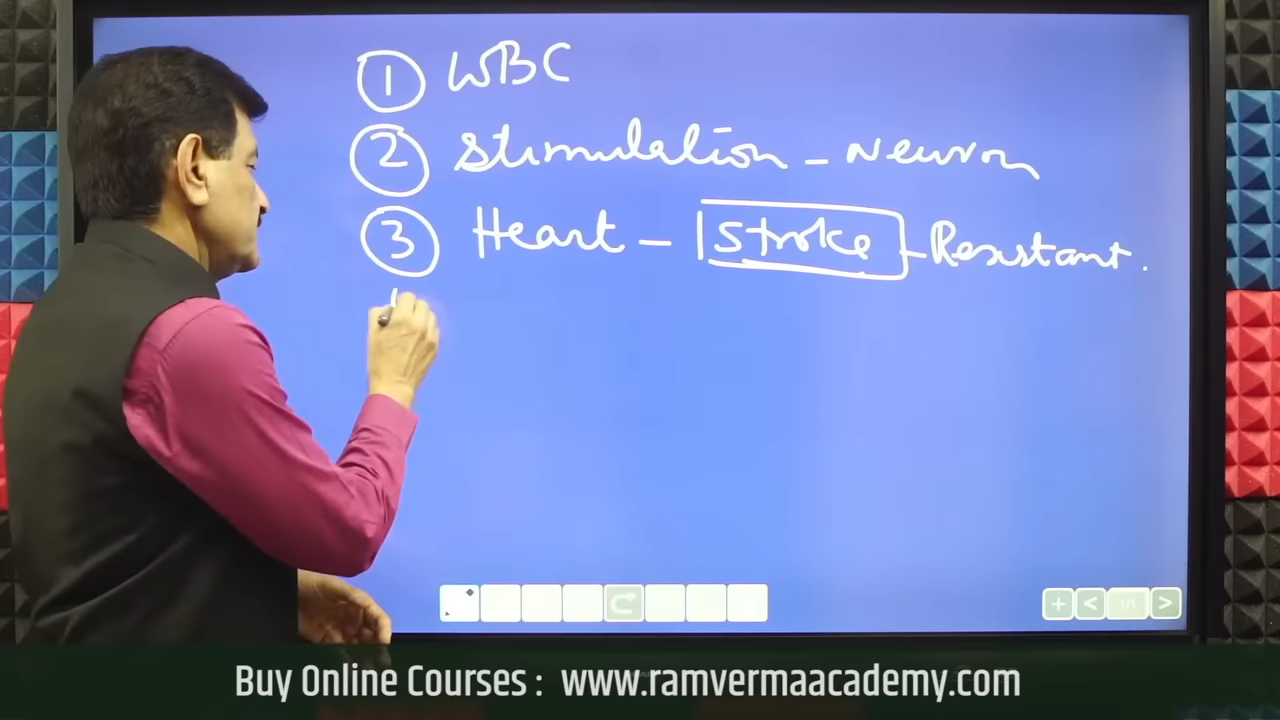 1 WBC
2 Stimulation - Neuron
3 Heart - Stroke - Resistant.
Buy Online Courses : www.ramvermaacademy.com